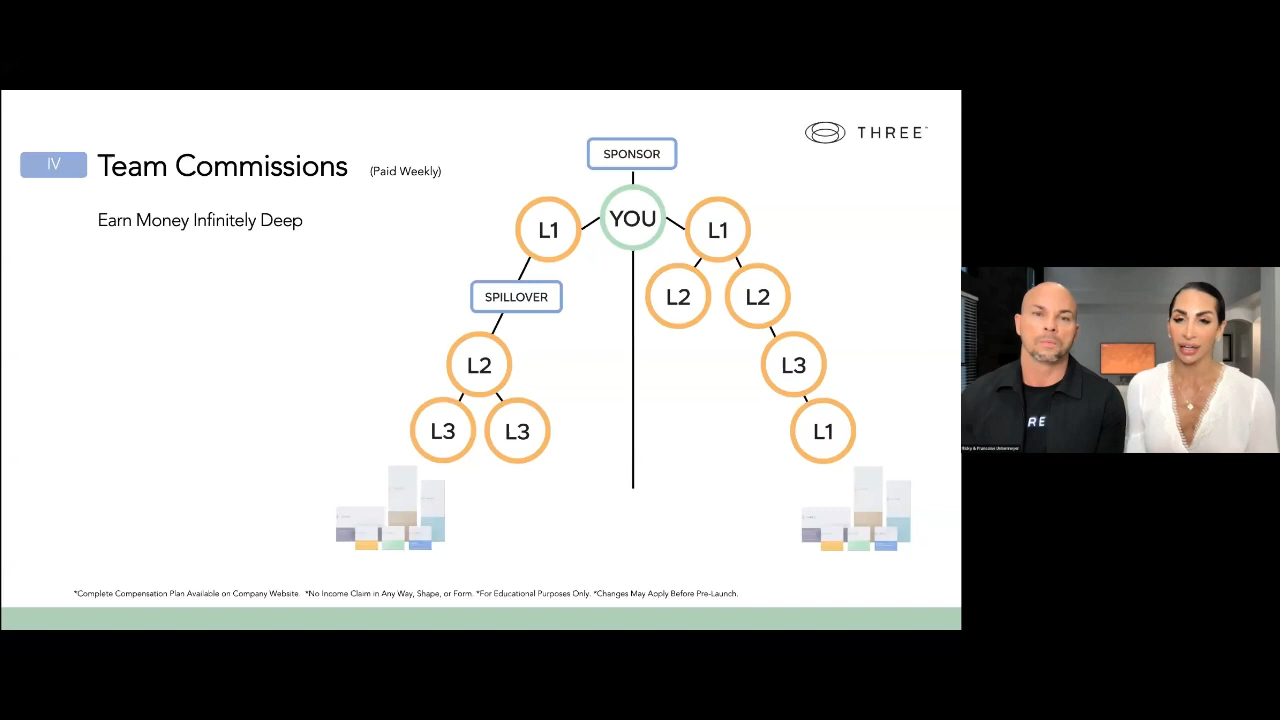 THREE
IV
Team Commissions (Paid Weekly)
Earn Money Infinitely Deep
SPONSOR
YOU
L1
L1
SPILLOVER
L2
L2
L2
L3
L3
L3
L1
RE
*Complete Compensation Plan Available on Company Website. *No Income Claim in Any Way, Shape, or Form. *For Educational Purposes Only. *Changes May Apply Before Pre-Launch.